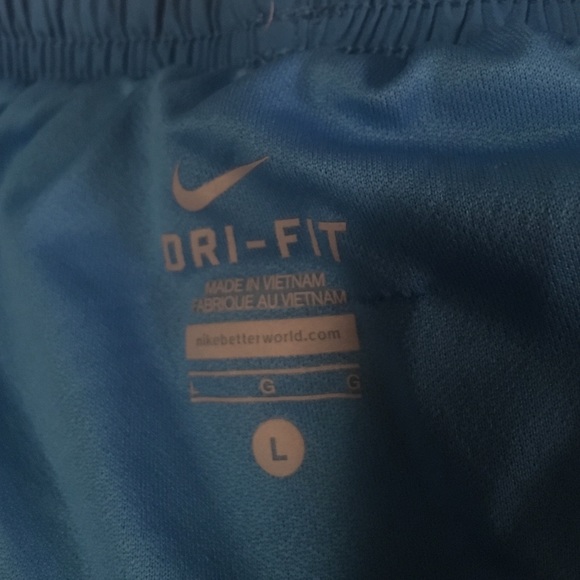 DRI-FIT
MADE IN VIETNAM
FABRIQUE AU VIETNAM
nikebetterworld.com
L G G
L